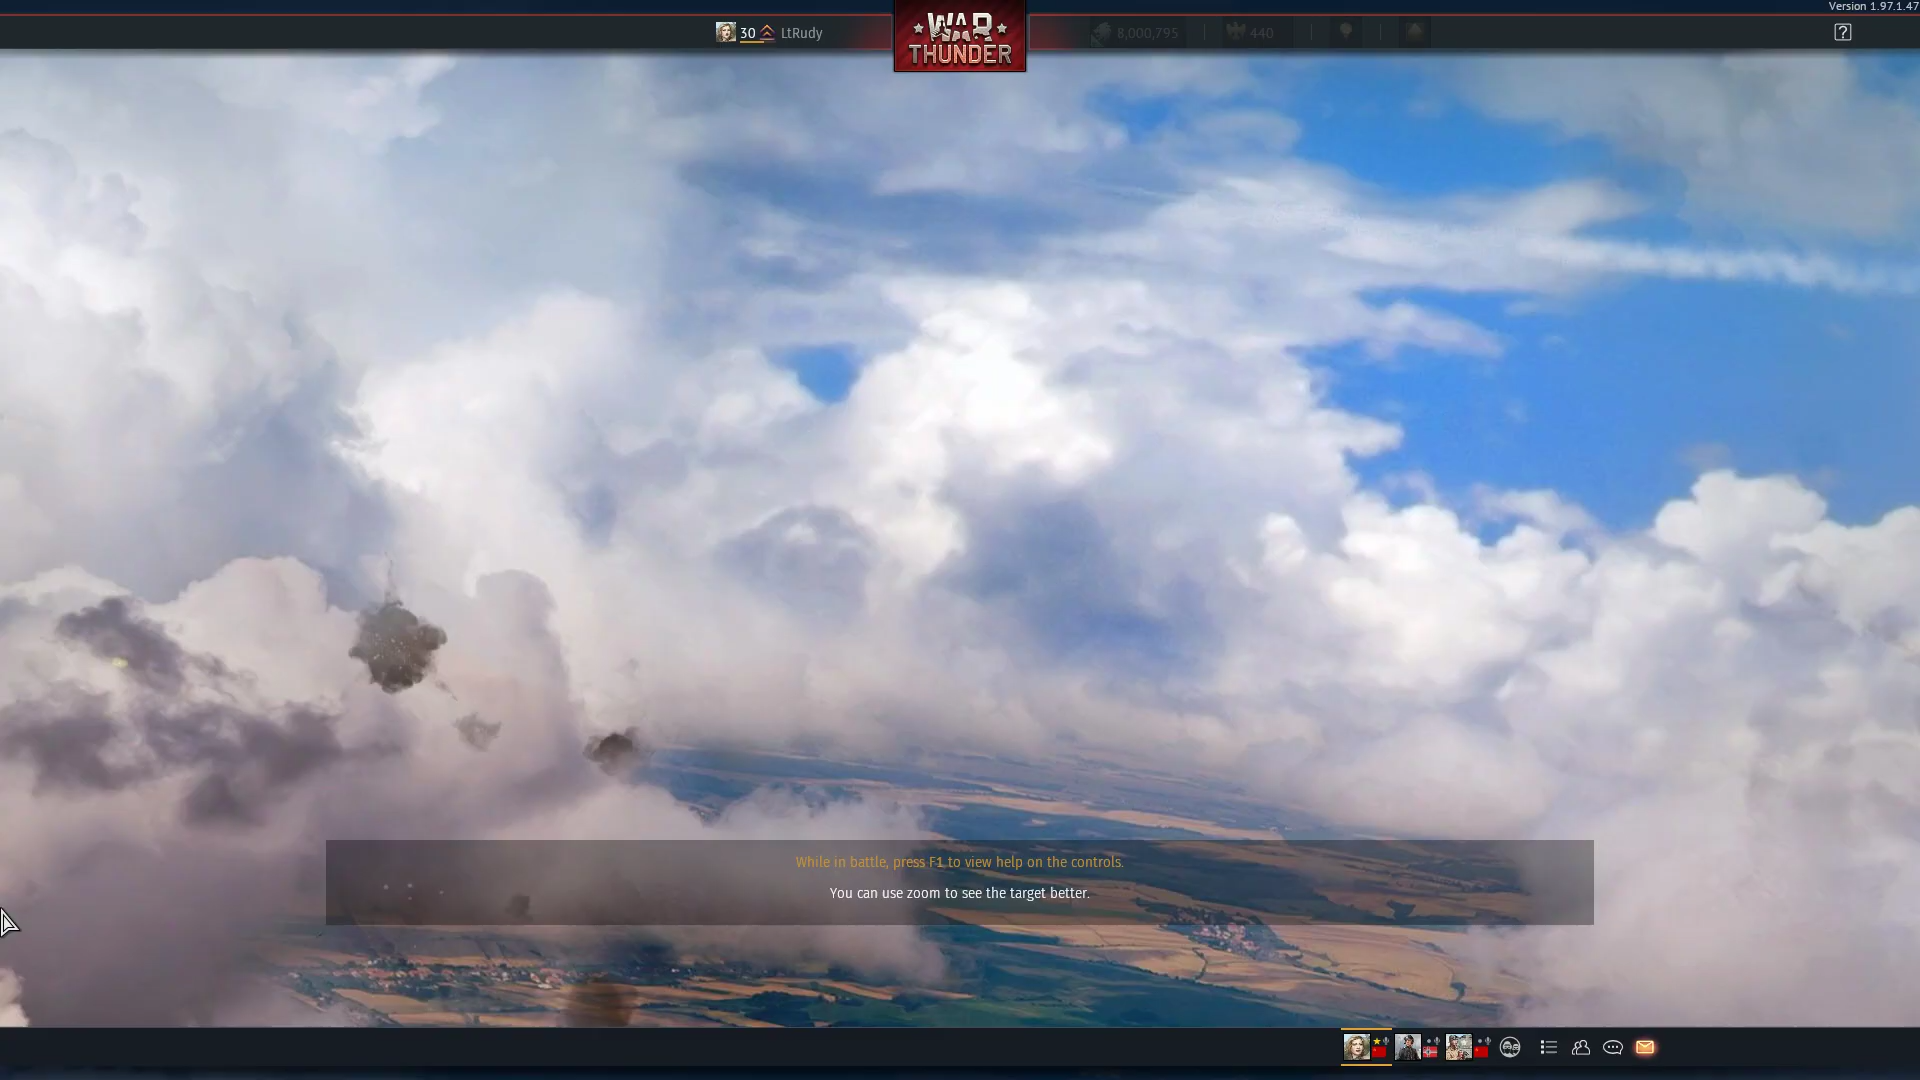 Version 1.97.1.47
30 LtRudy
WAR
THUNDER
8,000,795
440
While in battle, press F1 to view help on the controls.
You can use zoom to see the target better.